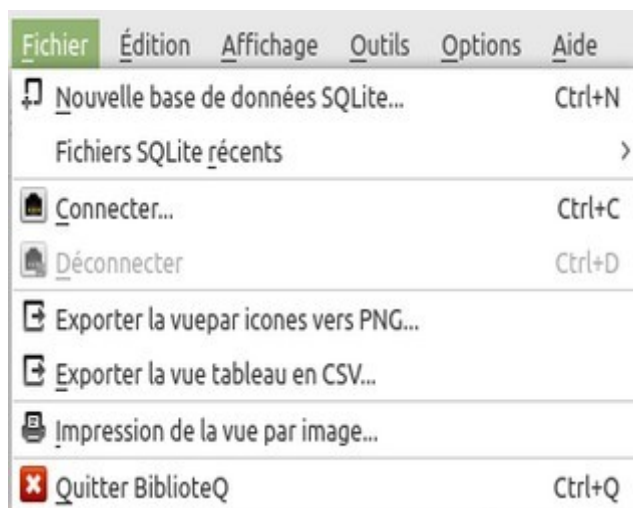 Fichier Édition Affichage Outils Options Aide
Nouvelle base de données SQLite... Ctrl+N
Fichiers SQLite récents
Connecter... Ctrl+C
Déconnecter Ctrl+D
Exporter la vuepar icones vers PNG...
Exporter la vue tableau en CSV...
Impression de la vue par image...
Quitter BiblioteQ Ctrl+Q